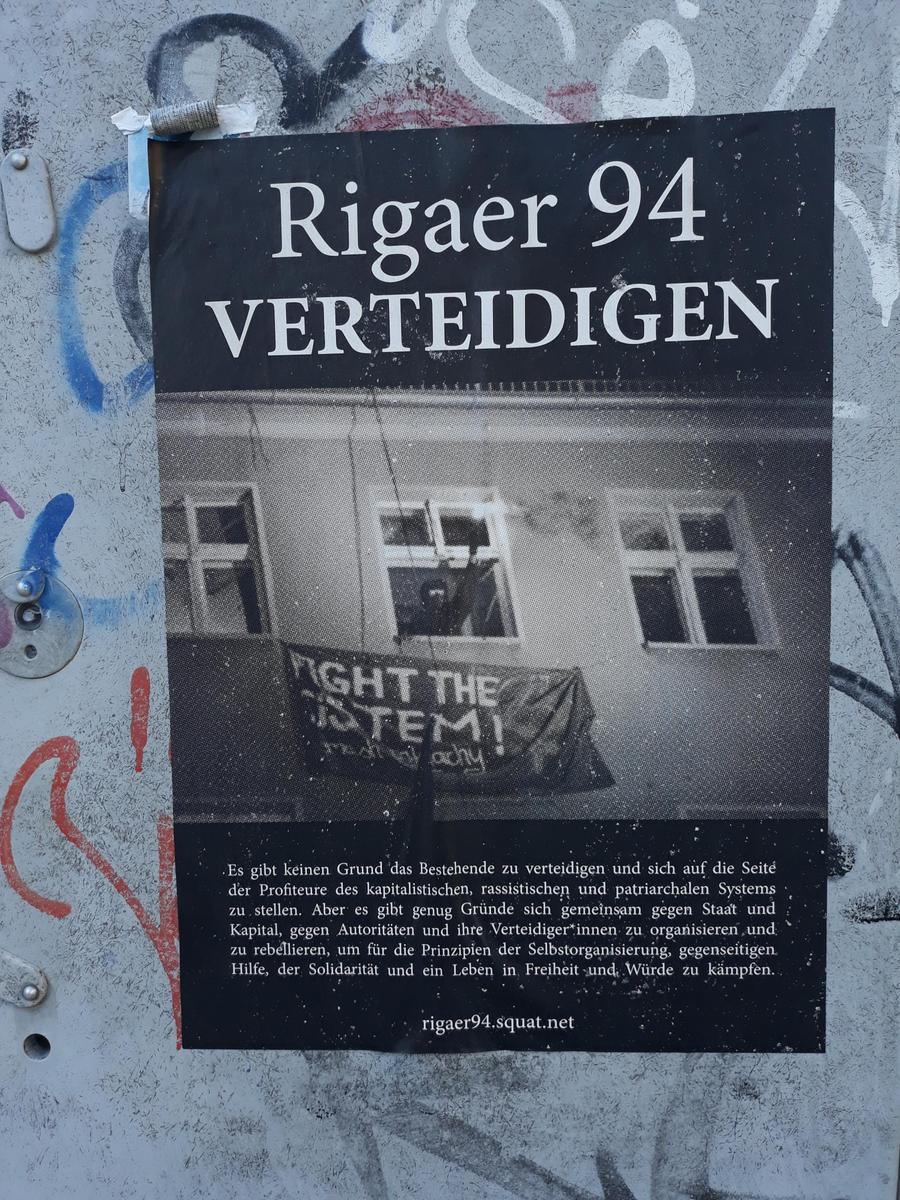 Rigaer 94
VERTEIDIGEN
FIGHT THE
SYSTEM!
Es gibt keinen Grund das Bestehende zu verteidigen und sich auf die Seite
der Profiteure des kapitalistischen, rassistischen und patriarchalen Systems
zu stellen. Aber es gibt genug Gründe sich gemeinsam gegen Staat und
Kapital, gegen Autoritäten und ihre Verteidiger*innen zu organisieren und
zu rebellieren, um für die Prinzipien der Selbstorganisierung, gegenseitigen
Hilfe, der Solidarität und ein Leben in Freiheit und Würde zu kämpfen.
rigaer94.squat.net